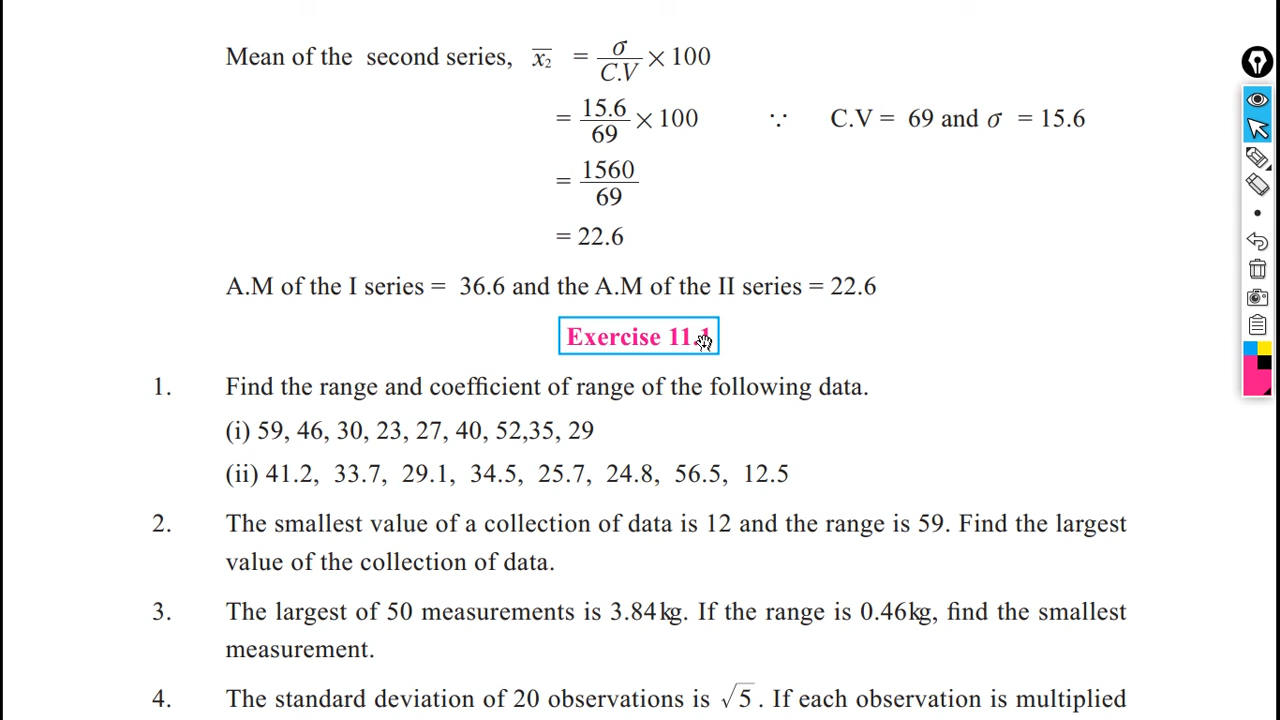 Mean of the second series, x̄₂ = σ/C.V × 100
= 15.6/69 × 100 ∵ C.V = 69 and σ = 15.6
= 1560/69
= 22.6
A.M of the I series = 36.6 and the A.M of the II series = 22.6
Exercise 11.1
1. Find the range and coefficient of range of the following data.
(i) 59, 46, 30, 23, 27, 40, 52,35, 29
(ii) 41.2, 33.7, 29.1, 34.5, 25.7, 24.8, 56.5, 12.5
2. The smallest value of a collection of data is 12 and the range is 59. Find the largest
value of the collection of data.
3. The largest of 50 measurements is 3.84kg. If the range is 0.46kg, find the smallest
measurement.
4. The standard deviation of 20 observations is √5. If each observation is multiplied